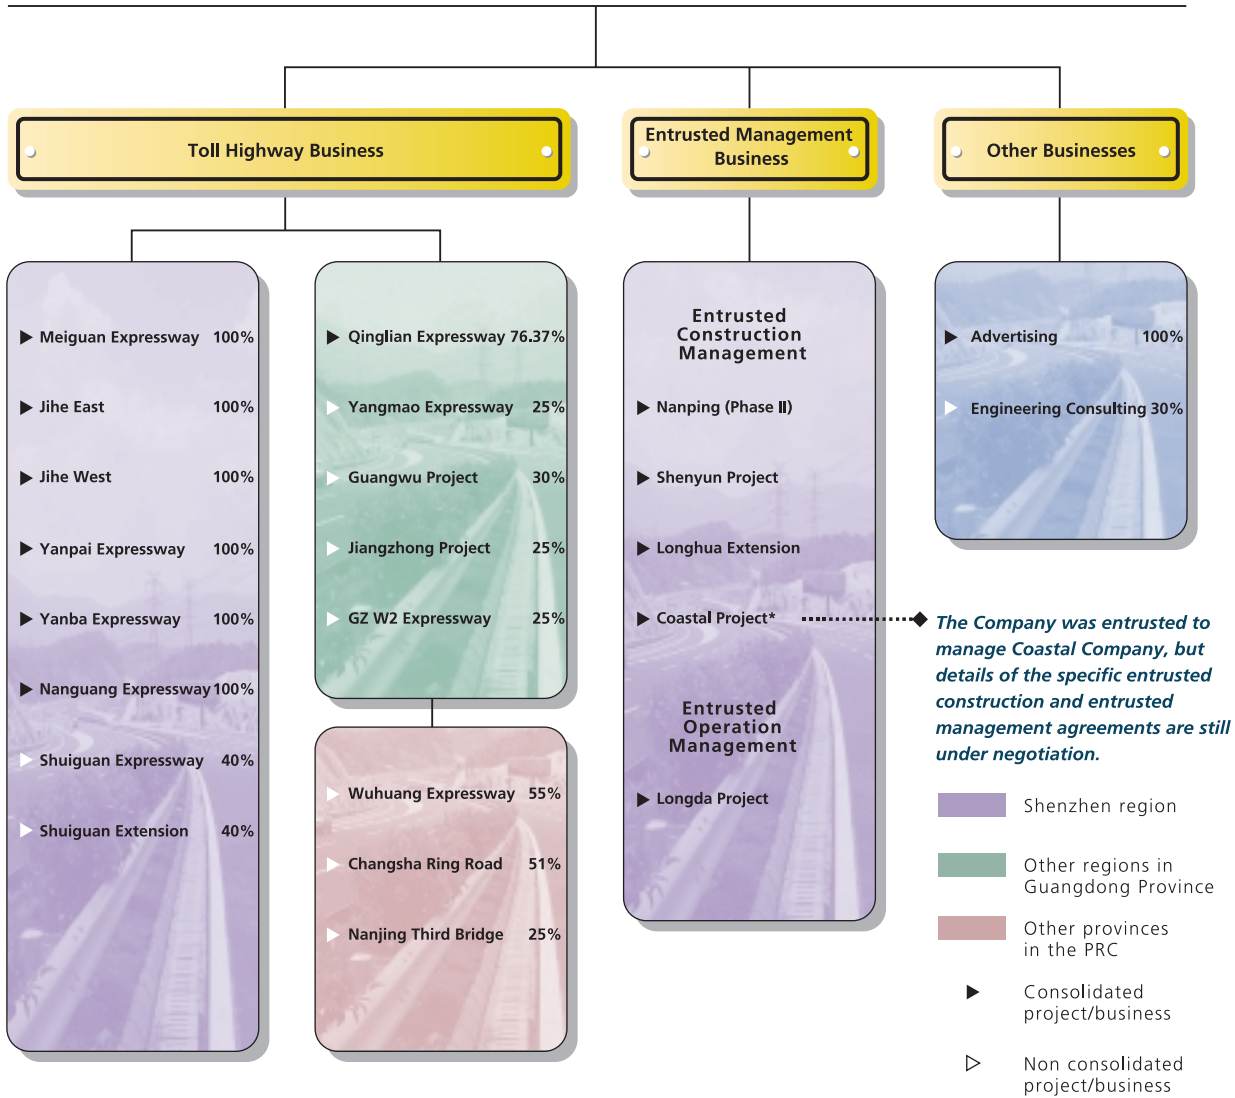 Toll Highway Business
Entrusted Management
Business
Other Businesses
Meiguan Expressway 100%
Jihe East 100%
Jihe West 100%
Yanpai Expressway 100%
Yanba Expressway 100%
Nanguang Expressway 100%
Shuiguan Expressway 40%
Shuiguan Extension 40%
Qinglian Expressway 76.37%
Yangmao Expressway 25%
Guangwu Project 30%
Jiangzhong Project 25%
GZ W2 Expressway 25%
Wuhuang Expressway 55%
Changsha Ring Road 51%
Nanjing Third Bridge 25%
Entrusted
Construction
Management
Nanping (Phase II)
Shenyun Project
Longhua Extension
Coastal Project*
Entrusted
Operation
Management
Longda Project
Advertising 100%
Engineering Consulting 30%
The Company was entrusted to
manage Coastal Company, but
details of the specific entrusted
construction and entrusted
management agreements are still
under negotiation.
Shenzhen region
Other regions in
Guangdong Province
Other provinces
in the PRC
Consolidated
project/business
Non consolidated
project/business